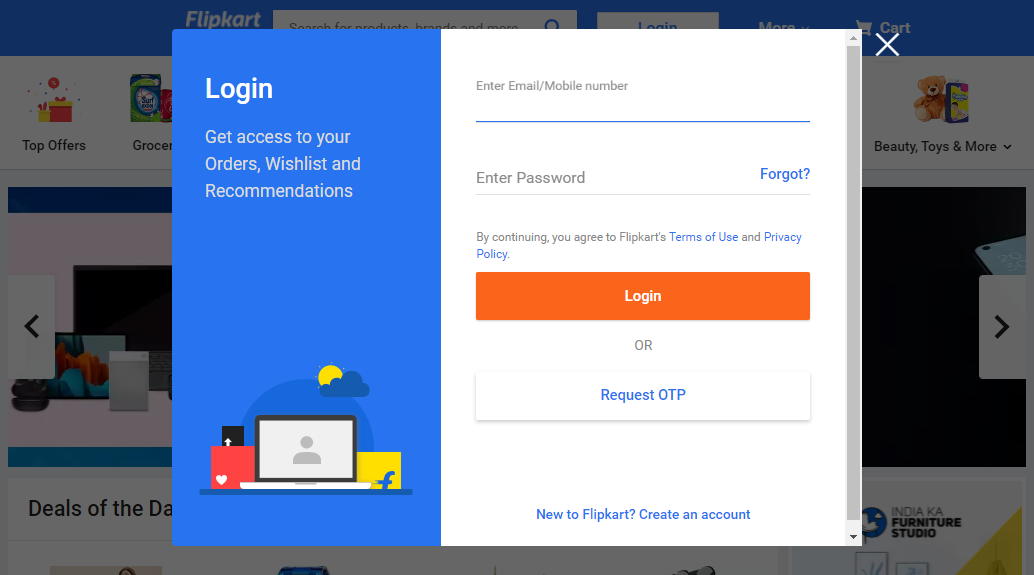 Flipkart
Search for products, brands and more
Login
More
Cart
Top Offers
Grocer
Beauty, Toys & More
Login
Get access to your
Orders, Wishlist and
Recommendations
Enter Email/Mobile number
Enter Password
Forgot?
By continuing, you agree to Flipkart's Terms of Use and Privacy
Policy.
Login
OR
Request OTP
New to Flipkart? Create an account
Deals of the Da
INDIA KA
FURNITURE
STUDIO